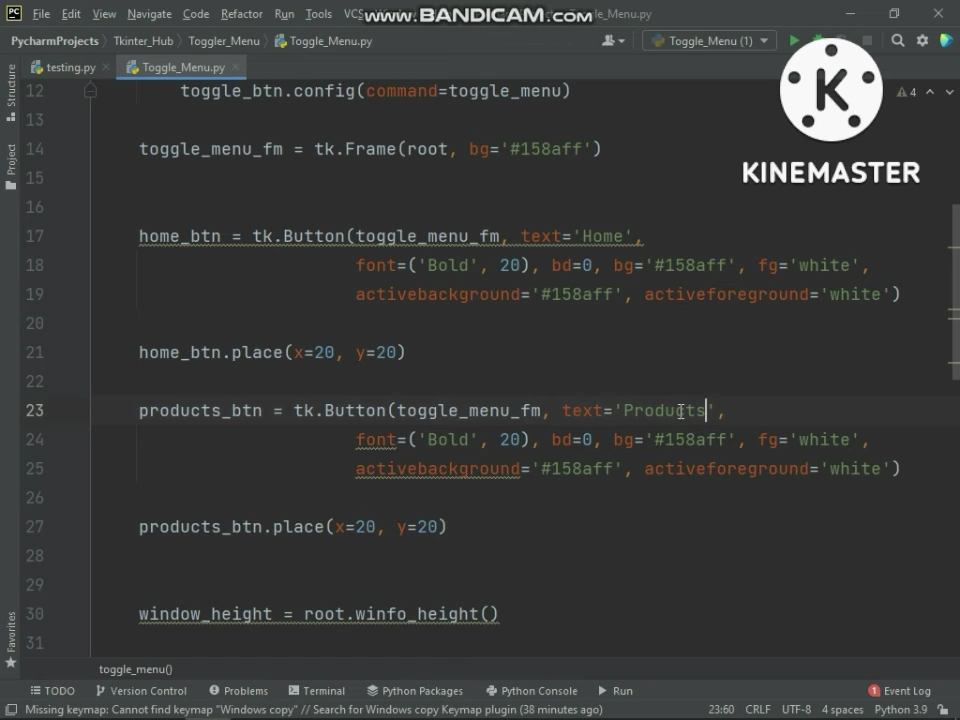 File Edit View Navigate Code Refactor Run Tools VCS www.BANDICAM.com Toggle_Menu.py
PycharmProjects Tkinter_Hub Toggler_Menu Toggle_Menu.py Toggle_Menu (1)
testing.py Toggle_Menu.py
K
KINEMASTER
4
Structure
Project
Favorites
12 toggle_btn.config(command=toggle_menu)
13
14 toggle_menu_fm = tk.Frame(root, bg='#158aff')
15
16
17 home_btn = tk.Button(toggle_menu_fm, text='Home',
18 font=('Bold', 20), bd=0, bg='#158aff', fg='white',
19 activebackground='#158aff', activeforeground='white')
20
21 home_btn.place(x=20, y=20)
22
23 products_btn = tk.Button(toggle_menu_fm, text='Products',
24 font=('Bold', 20), bd=0, bg='#158aff', fg='white',
25 activebackground='#158aff', activeforeground='white')
26
27 products_btn.place(x=20, y=20)
28
29
30 window_height = root.winfo_height()
31
toggle_menu()
TODO Version Control Problems Terminal Python Packages Python Console Run 1 Event Log
Missing keymap: Cannot find keymap "Windows copy" // Search for Windows copy Keymap plugin (38 minutes ago) 23:60 CRLF UTF-8 4 spaces Python 3.9